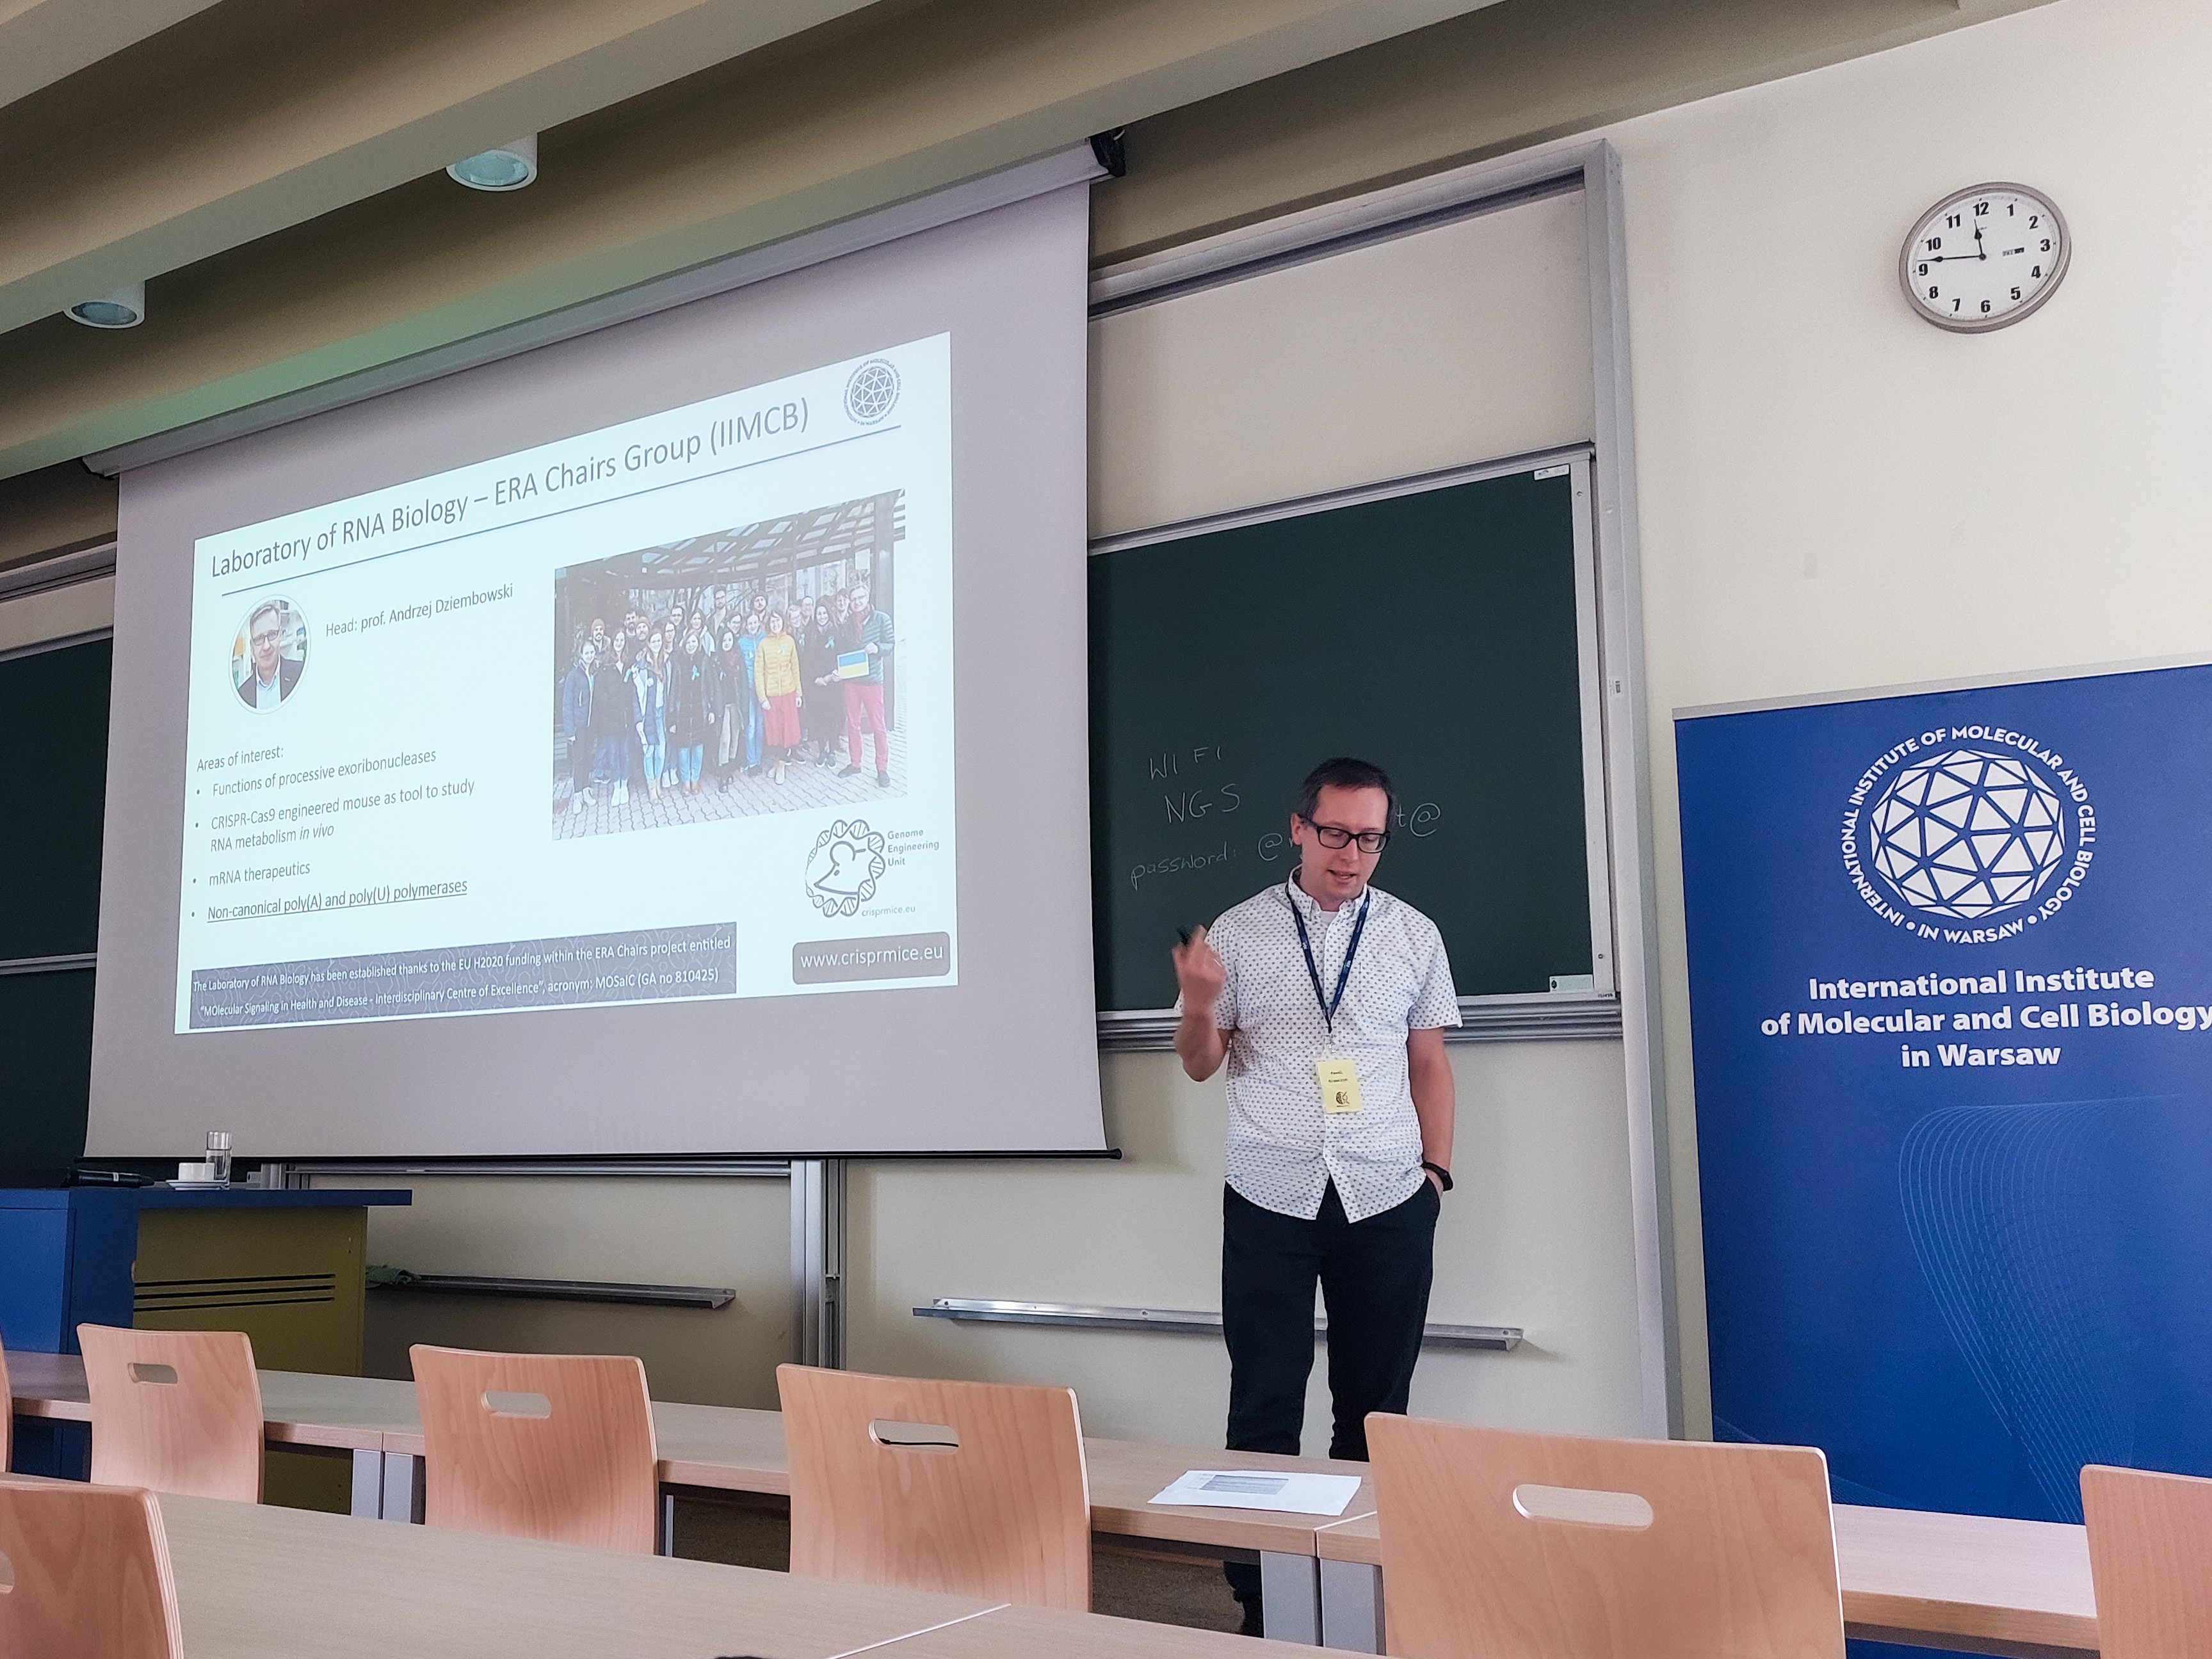 Laboratory of RNA Biology – ERA Chairs Group (IIMCB)
Head: prof. Andrzej Dziembowski
Areas of interest:
• Functions of processive exoribonucleases
• CRISPR-Cas9 engineered mouse as tool to study
RNA metabolism in vivo
• mRNA therapeutics
• Non-canonical poly(A) and poly(U) polymerases
Genome
Engineering
Unit
crisprmice.eu
www.crisprmice.eu
The Laboratory of RNA Biology has been established thanks to the EU H2020 funding within the ERA Chairs project entitled
"MOlecular Signaling in Health and Disease - Interdisciplinary Centre of Excellence", acronym: MOSaIC (GA no 810425)
WI FI
NGS
password: @ t@
12
1
2
3
4
5
6
7
8
9
10
11
INTERNATIONAL INSTITUTE OF MOLECULAR AND CELL BIOLOGY • IN WARSAW •
International Institute
of Molecular and Cell Biology
in Warsaw